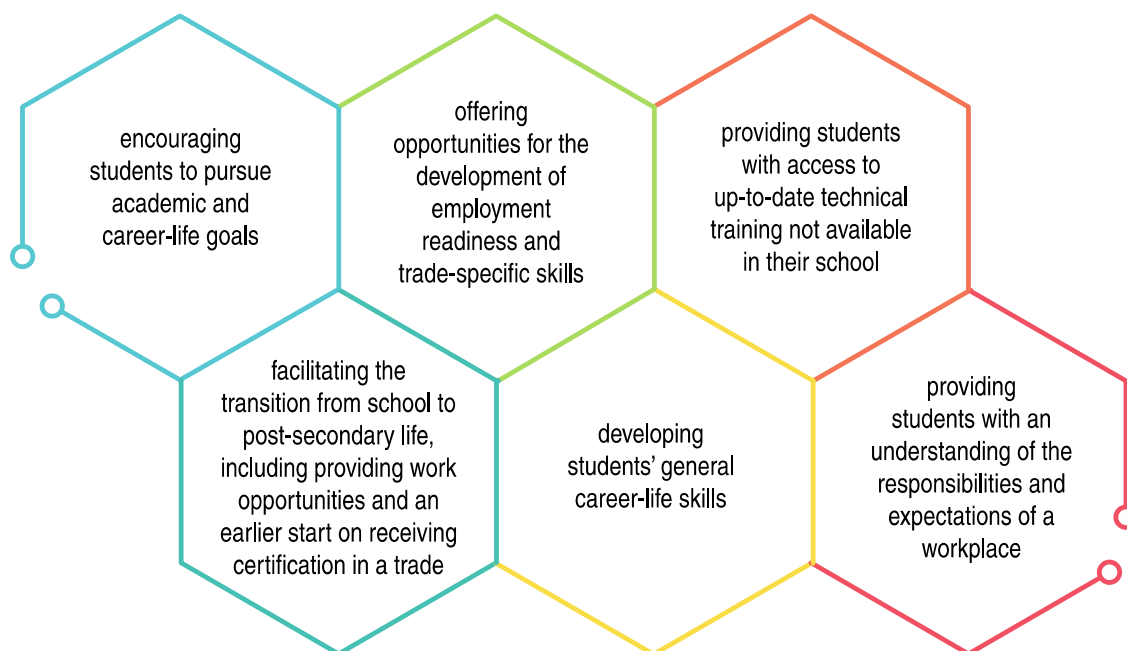 encouraging
students to pursue
academic and
career-life goals
offering
opportunities for the
development of
employment
readiness and
trade-specific skills
providing students
with access to
up-to-date technical
training not available
in their school
facilitating the
transition from school to
post-secondary life,
including providing work
opportunities and an
earlier start on receiving
certification in a trade
developing
students’ general
career-life skills
providing
students with an
understanding of the
responsibilities and
expectations of a
workplace